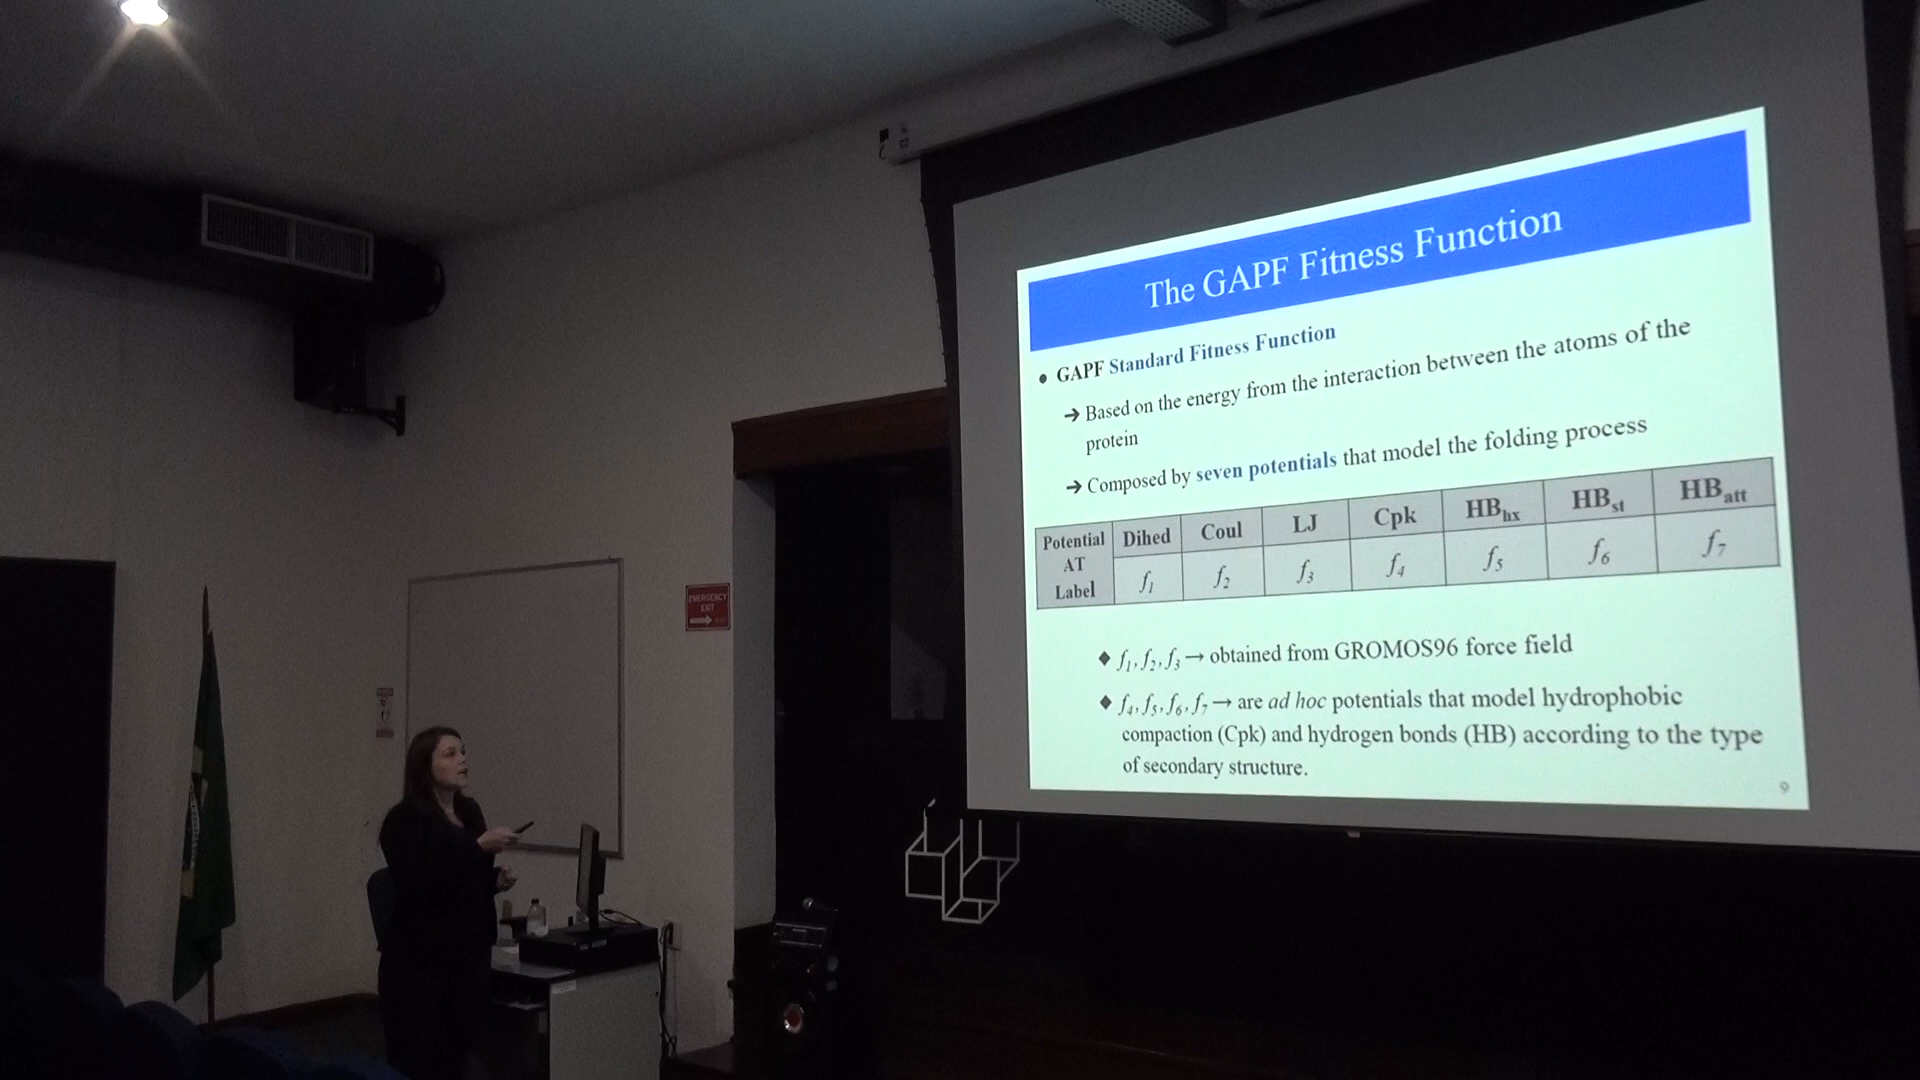 The GAPF Fitness Function
● GAPF Standard Fitness Function
➔ Based on the energy from the interaction between the atoms of the
protein
➔ Composed by seven potentials that model the folding process
Potential AT Label
Dihed Coul LJ Cpk HBhx HBst HBatt
f1 f2 f3 f4 f5 f6 f7
◆ f1, f2, f3 → obtained from GROMOS96 force field
◆ f4, f5, f6, f7 → are ad hoc potentials that model hydrophobic
compaction (Cpk) and hydrogen bonds (HB) according to the type
of secondary structure.
9
EMERGENCY
EXIT